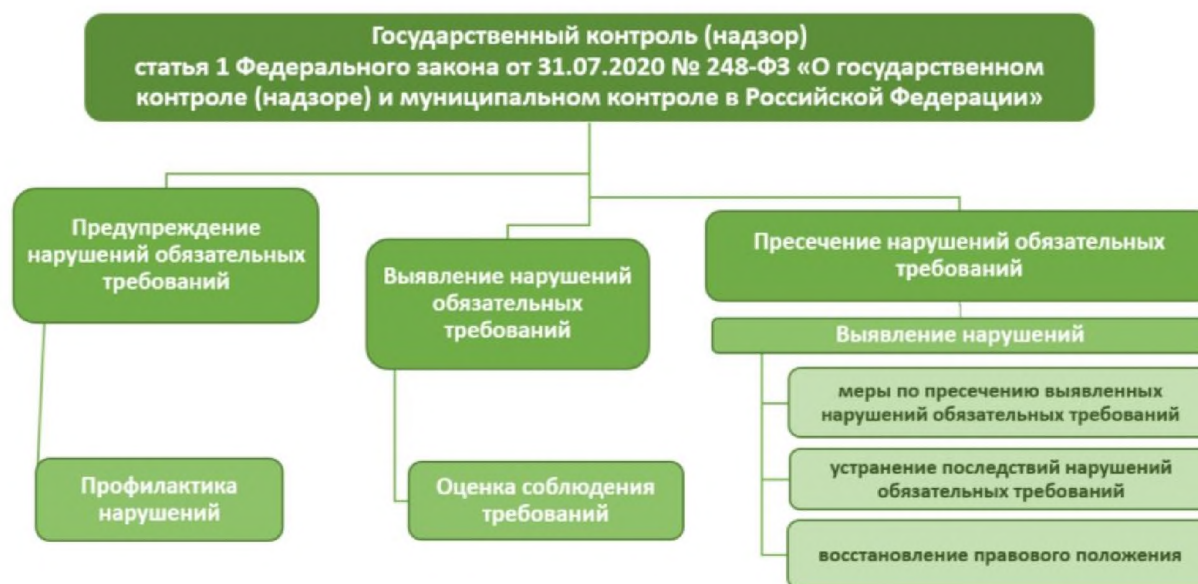 Государственный контроль (надзор)
статья 1 Федерального закона от 31.07.2020 № 248-ФЗ «О государственном
контроле (надзоре) и муниципальном контроле в Российской Федерации»
Предупреждение
нарушений обязательных
требований
Профилактика
нарушений
Выявление нарушений
обязательных
требований
Оценка соблюдения
требований
Пресечение нарушений обязательных
требований
Выявление нарушений
меры по пресечению выявленных
нарушений обязательных требований
устранение последствий нарушений
обязательных требований
восстановление правового положения